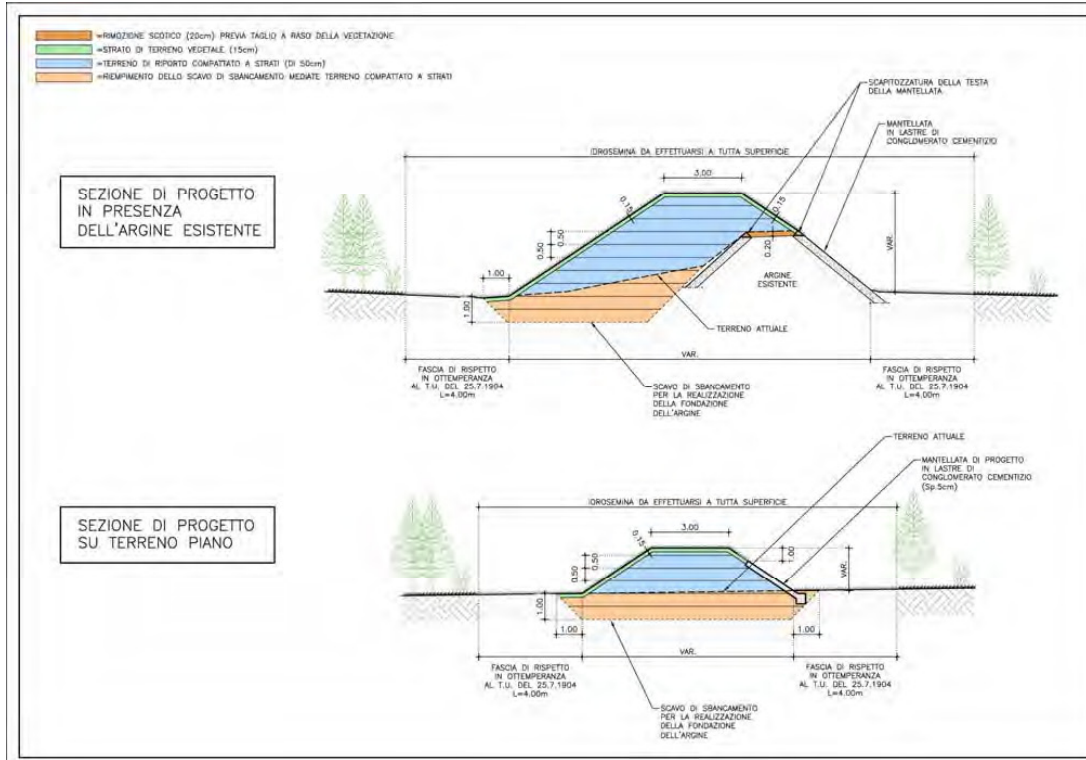 =RIMOZIONE SCOTICO (20cm) PREVIA TAGLIO A RASO DELLA VEGETAZIONE
=STRATO DI TERRENO VEGETALE (15cm)
=TERRENO DI RIPORTO COMPATTATO A STRATI (DI 50cm)
=RIEMPIMENTO DELLO SCAVO DI SBANCAMENTO MEDIATE TERRENO COMPATTATO A STRATI
SEZIONE DI PROGETTO
IN PRESENZA
DELL'ARGINE ESISTENTE
SCAPITOZZATURA DELLA TESTA
DELLA MANTELLATA
MANTELLATA
IN LASTRE DI
CONGLOMERATO CEMENTIZIO
IDROSEMINA DA EFFETTUARSI A TUTTA SUPERFICIE
3.00
0.15
0.15
0.50
0.50
0.20
VAR.
1.00
1.00
ARGINE
ESISTENTE
TERRENO ATTUALE
VAR.
FASCIA DI RISPETTO
IN OTTEMPERANZA
AL T.U. DEL 25.7.1904
L=4.00m
SCAVO DI SBANCAMENTO
PER LA REALIZZAZIONE
DELLA FONDAZIONE
DELL'ARGINE
FASCIA DI RISPETTO
IN OTTEMPERANZA
AL T.U. DEL 25.7.1904
L=4.00m
SEZIONE DI PROGETTO
SU TERRENO PIANO
TERRENO ATTUALE
MANTELLATA DI PROGETTO
IN LASTRE DI
CONGLOMERATO CEMENTIZIO
(Sp.5cm)
IDROSEMINA DA EFFETTUARSI A TUTTA SUPERFICIE
3.00
0.15
0.50
0.50
1.00
VAR.
1.00
1.00
1.00
VAR.
FASCIA DI RISPETTO
IN OTTEMPERANZA
AL T.U. DEL 25.7.1904
L=4.00m
FASCIA DI RISPETTO
IN OTTEMPERANZA
AL T.U. DEL 25.7.1904
L=4.00m
SCAVO DI SBANCAMENTO
PER LA REALIZZAZIONE
DELLA FONDAZIONE
DELL'ARGINE